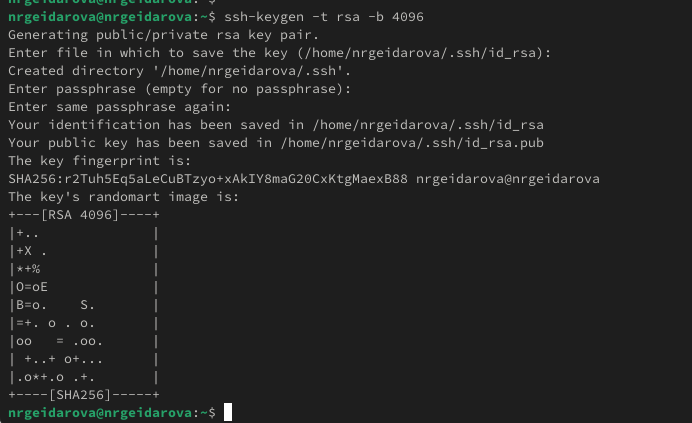 nrgeidarova@nrgeidarova:~$ ssh-keygen -t rsa -b 4096
Generating public/private rsa key pair.
Enter file in which to save the key (/home/nrgeidarova/.ssh/id_rsa):
Created directory '/home/nrgeidarova/.ssh'.
Enter passphrase (empty for no passphrase):
Enter same passphrase again:
Your identification has been saved in /home/nrgeidarova/.ssh/id_rsa
Your public key has been saved in /home/nrgeidarova/.ssh/id_rsa.pub
The key fingerprint is:
SHA256:r2Tuh5Eq5aLeCuBTzyo+xAkIY8maG20CxKtgMaexB88 nrgeidarova@nrgeidarova
The key's randomart image is:
+---[RSA 4096]----+
|+..              |
|+X .             |
|*+%              |
|O=oE             |
|B=o.    S.       |
|=+. o . o.       |
|oo   = .oo.      |
| +..+ o+...      |
|.o*+.o .+.       |
+----[SHA256]-----+
nrgeidarova@nrgeidarova:~$